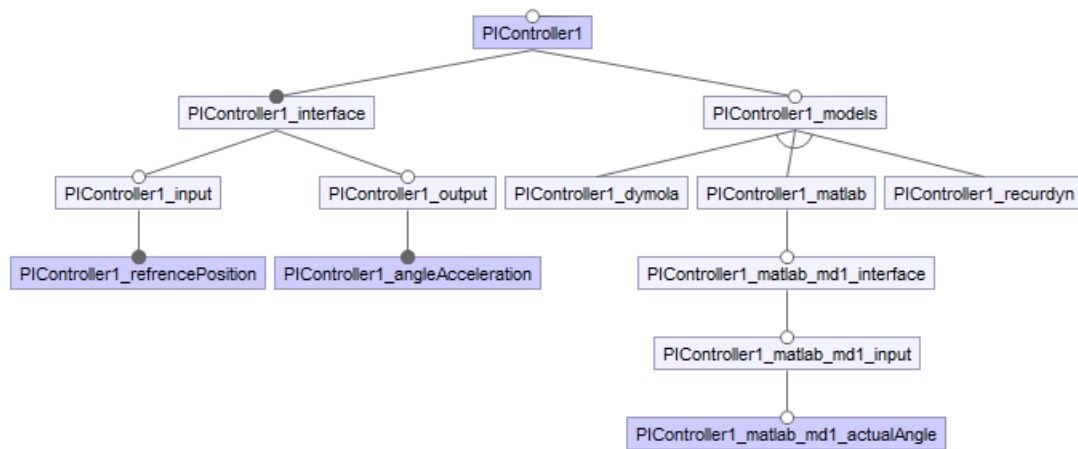 PIController1
PIController1_interface
PIController1_models
PIController1_input
PIController1_output
PIController1_dymola
PIController1_matlab
PIController1_recurdyn
PIController1_refrencePosition
PIController1_angleAcceleration
PIController1_matlab_md1_interface
PIController1_matlab_md1_input
PIController1_matlab_md1_actualAngle